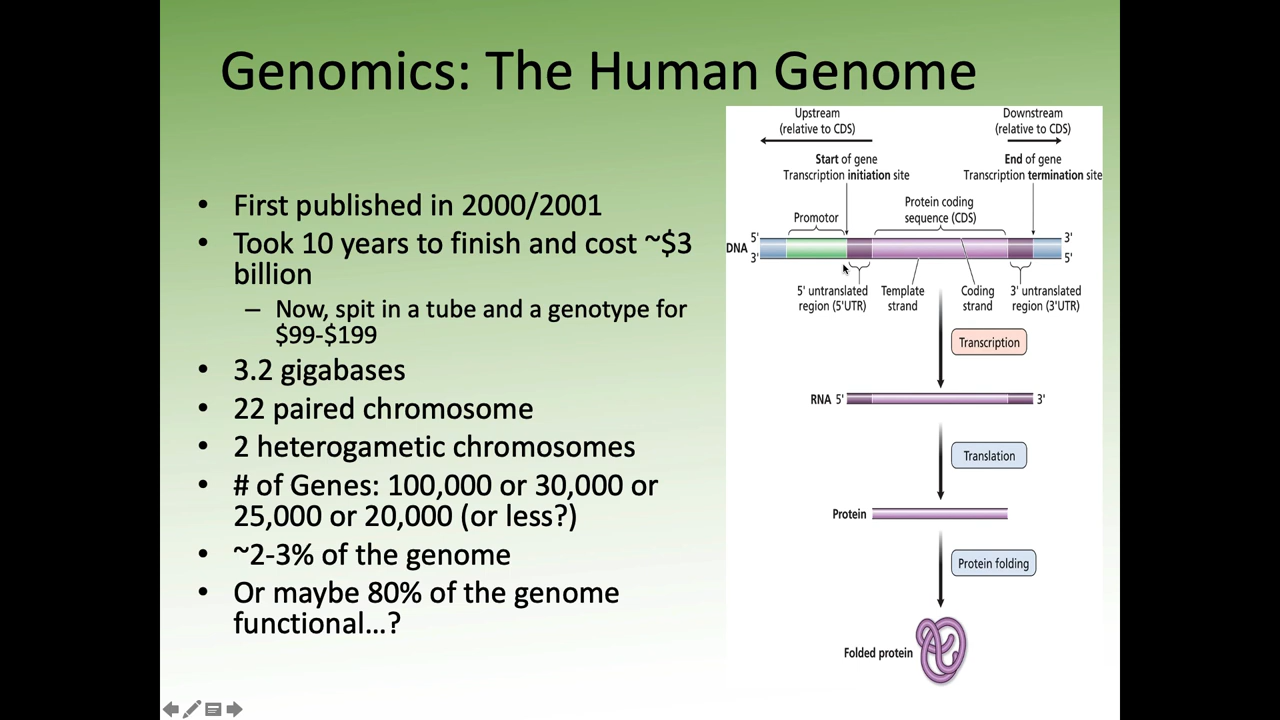 Genomics: The Human Genome
• First published in 2000/2001
• Took 10 years to finish and cost ~$3
billion
– Now, spit in a tube and a genotype for
$99-$199
• 3.2 gigabases
• 22 paired chromosome
• 2 heterogametic chromosomes
• # of Genes: 100,000 or 30,000 or
25,000 or 20,000 (or less?)
• ~2-3% of the genome
• Or maybe 80% of the genome
functional…?
Upstream
(relative to CDS)
Downstream
(relative to CDS)
Start of gene
Transcription initiation site
End of gene
Transcription termination site
Promotor
Protein coding
sequence (CDS)
DNA
5'
3'
3'
5'
5' untranslated
region (5'UTR)
Template
strand
Coding
strand
3' untranslated
region (3'UTR)
Transcription
RNA 5'
3'
Translation
Protein
Protein folding
Folded protein